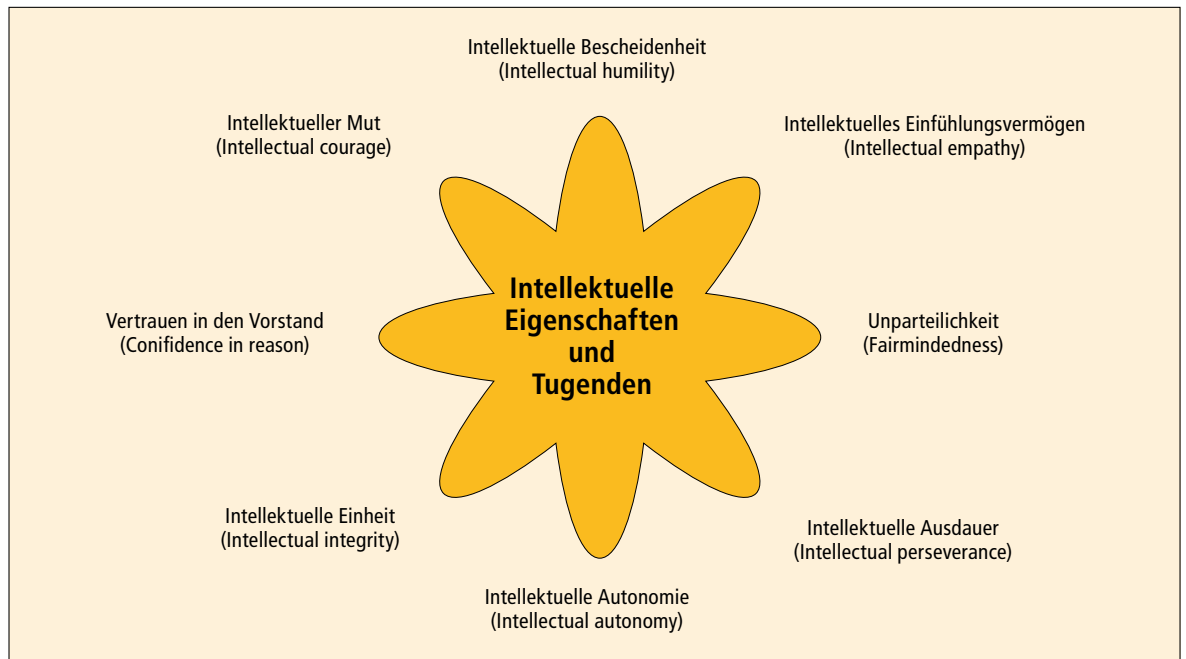 Intellektuelle Bescheidenheit
(Intellectual humility)
Intellektueller Mut
(Intellectual courage)
Intellektuelles Einfühlungsvermögen
(Intellectual empathy)
Intellektuelle
Eigenschaften
und
Tugenden
Vertrauen in den Vorstand
(Conifidence in reason)
Unparteilichkeit
(Fairmindedness)
Intellektuelle Einheit
(Intellectual integrity)
Intellektuelle Ausdauer
(Intellectual perseverance)
Intellektuelle Autonomie
(Intellectual autonomy)